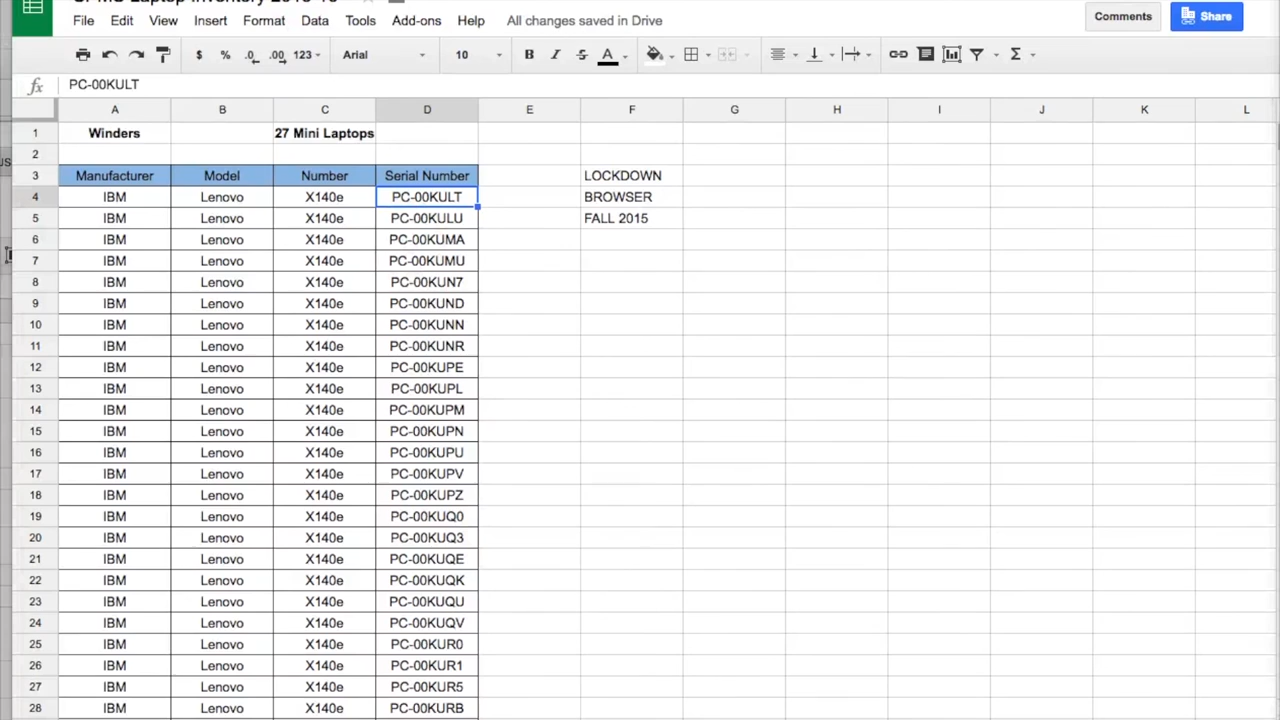 File Edit View Insert Format Data Tools Add-ons Help All changes saved in Drive Comments Share
$ % .0 .00 123 Arial 10 B I S A Σ
fx PC-00KULT
A B C D E F G H I J K L
1 Winders 27 Mini Laptops
2
3 Manufacturer Model Number Serial Number LOCKDOWN
4 IBM Lenovo X140e PC-00KULT BROWSER
5 IBM Lenovo X140e PC-00KULU FALL 2015
6 IBM Lenovo X140e PC-00KUMA
7 IBM Lenovo X140e PC-00KUMU
8 IBM Lenovo X140e PC-00KUN7
9 IBM Lenovo X140e PC-00KUND
10 IBM Lenovo X140e PC-00KUNN
11 IBM Lenovo X140e PC-00KUNR
12 IBM Lenovo X140e PC-00KUPE
13 IBM Lenovo X140e PC-00KUPL
14 IBM Lenovo X140e PC-00KUPM
15 IBM Lenovo X140e PC-00KUPN
16 IBM Lenovo X140e PC-00KUPU
17 IBM Lenovo X140e PC-00KUPV
18 IBM Lenovo X140e PC-00KUPZ
19 IBM Lenovo X140e PC-00KUQ0
20 IBM Lenovo X140e PC-00KUQ3
21 IBM Lenovo X140e PC-00KUQE
22 IBM Lenovo X140e PC-00KUQK
23 IBM Lenovo X140e PC-00KUQU
24 IBM Lenovo X140e PC-00KUQV
25 IBM Lenovo X140e PC-00KUR0
26 IBM Lenovo X140e PC-00KUR1
27 IBM Lenovo X140e PC-00KUR5
28 IBM Lenovo X140e PC-00KURB